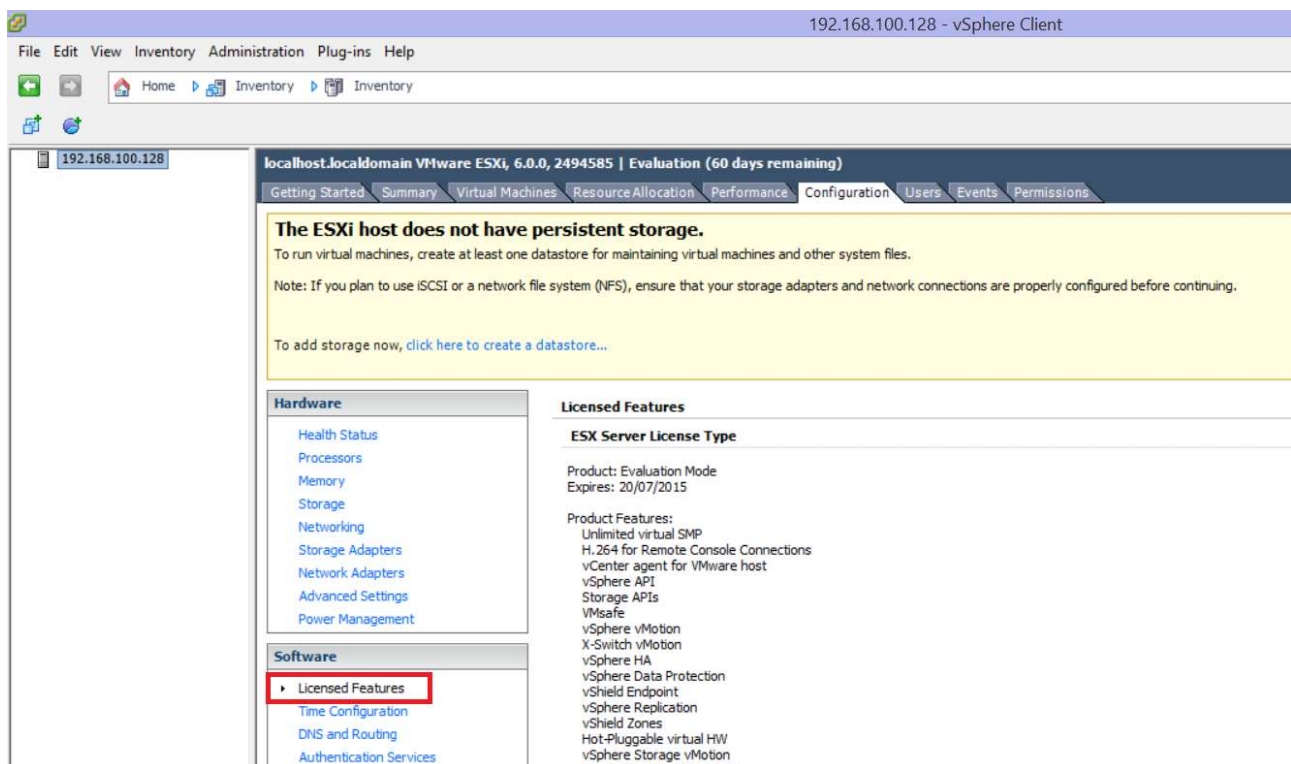 192.168.100.128 - vSphere Client
File Edit View Inventory Administration Plug-ins Help
Home Inventory Inventory
192.168.100.128
localhost.localdomain VMware ESXi, 6.0.0, 2494585 | Evaluation (60 days remaining)
Getting Started Summary Virtual Machines Resource Allocation Performance Configuration Users Events Permissions
The ESXi host does not have persistent storage.
To run virtual machines, create at least one datastore for maintaining virtual machines and other system files.
Note: If you plan to use iSCSI or a network file system (NFS), ensure that your storage adapters and network connections are properly configured before continuing.
To add storage now, click here to create a datastore...
Hardware
Health Status
Processors
Memory
Storage
Networking
Storage Adapters
Network Adapters
Advanced Settings
Power Management
Software
Licensed Features
Time Configuration
DNS and Routing
Authentication Services
Licensed Features
ESX Server License Type
Product: Evaluation Mode
Expires: 20/07/2015
Product Features:
Unlimited virtual SMP
H.264 for Remote Console Connections
vCenter agent for VMware host
vSphere API
Storage APIs
VMsafe
vSphere vMotion
X-Switch vMotion
vSphere HA
vSphere Data Protection
vShield Endpoint
vSphere Replication
vShield Zones
Hot-Pluggable virtual HW
vSphere Storage vMotion